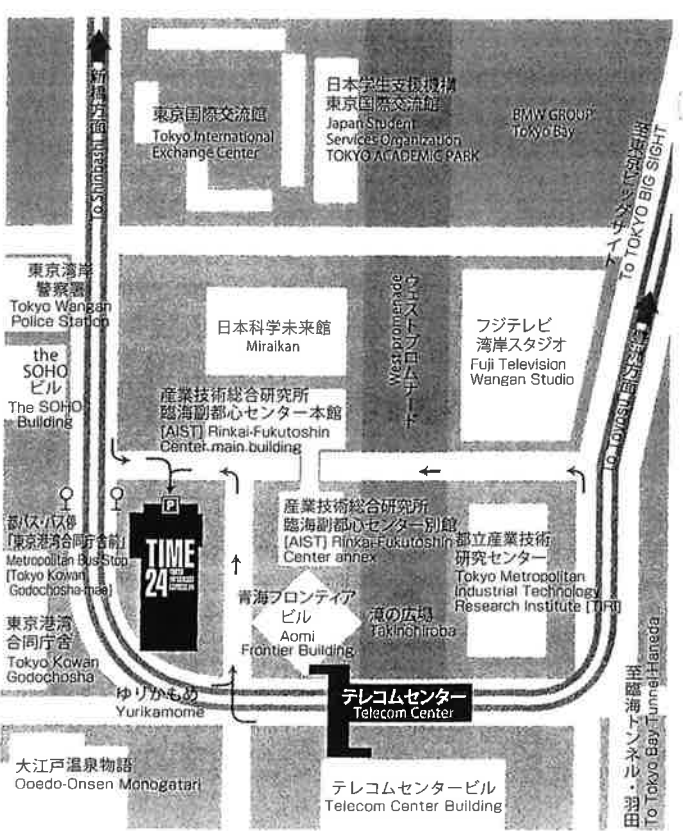 新橋方面
To Shinbashi
東京国際交流館
Tokyo International
Exchange Center
日本学生支援機構
東京国際交流館
Japan Student
Services Organization
TOKYO ACADEMIC PARK
BMW GROUP
Tokyo Bay
至東京ビッグサイト
To TOKYO BIG SIGHT
東京湾岸
警察署
Tokyo Wangan
Police Station
日本科学未来館
Miraikan
ウエストプロムナード
West promenade
フジテレビ
湾岸スタジオ
Fuji Television
Wangan Studio
豊洲方面
To Toyosu
the
SOHO
ビル
The SOHO
Building
産業技術総合研究所
臨海副都心センター本館
[AIST] Rinkai-Fukutoshin
Center main building
P
都バス・バス停
「東京港湾合同庁舎前」
Metropolitan Bus Stop
[Tokyo Kowan
Godochosha-mae]
TIME
24
産業技術総合研究所
臨海副都心センター別館
[AIST] Rinkai-Fukutoshin
Center annex
都立産業技術
研究センター
Tokyo Metropolitan
Industrial Technology
Research Institute [TIRI]
東京港湾
合同庁舎
Tokyo Kowan
Godochosha
青海フロンティア
ビル
Aomi
Frontier Building
滝の広場
Takinohiroba
ゆりかもめ
Yurikamome
テレコムセンター
Telecom Center
至臨海トンネル・羽田
To Tokyo Bay Tunnel Haneda
大江戸温泉物語
Ooedo-Onsen Monogatari
テレコムセンタービル
Telecom Center Building